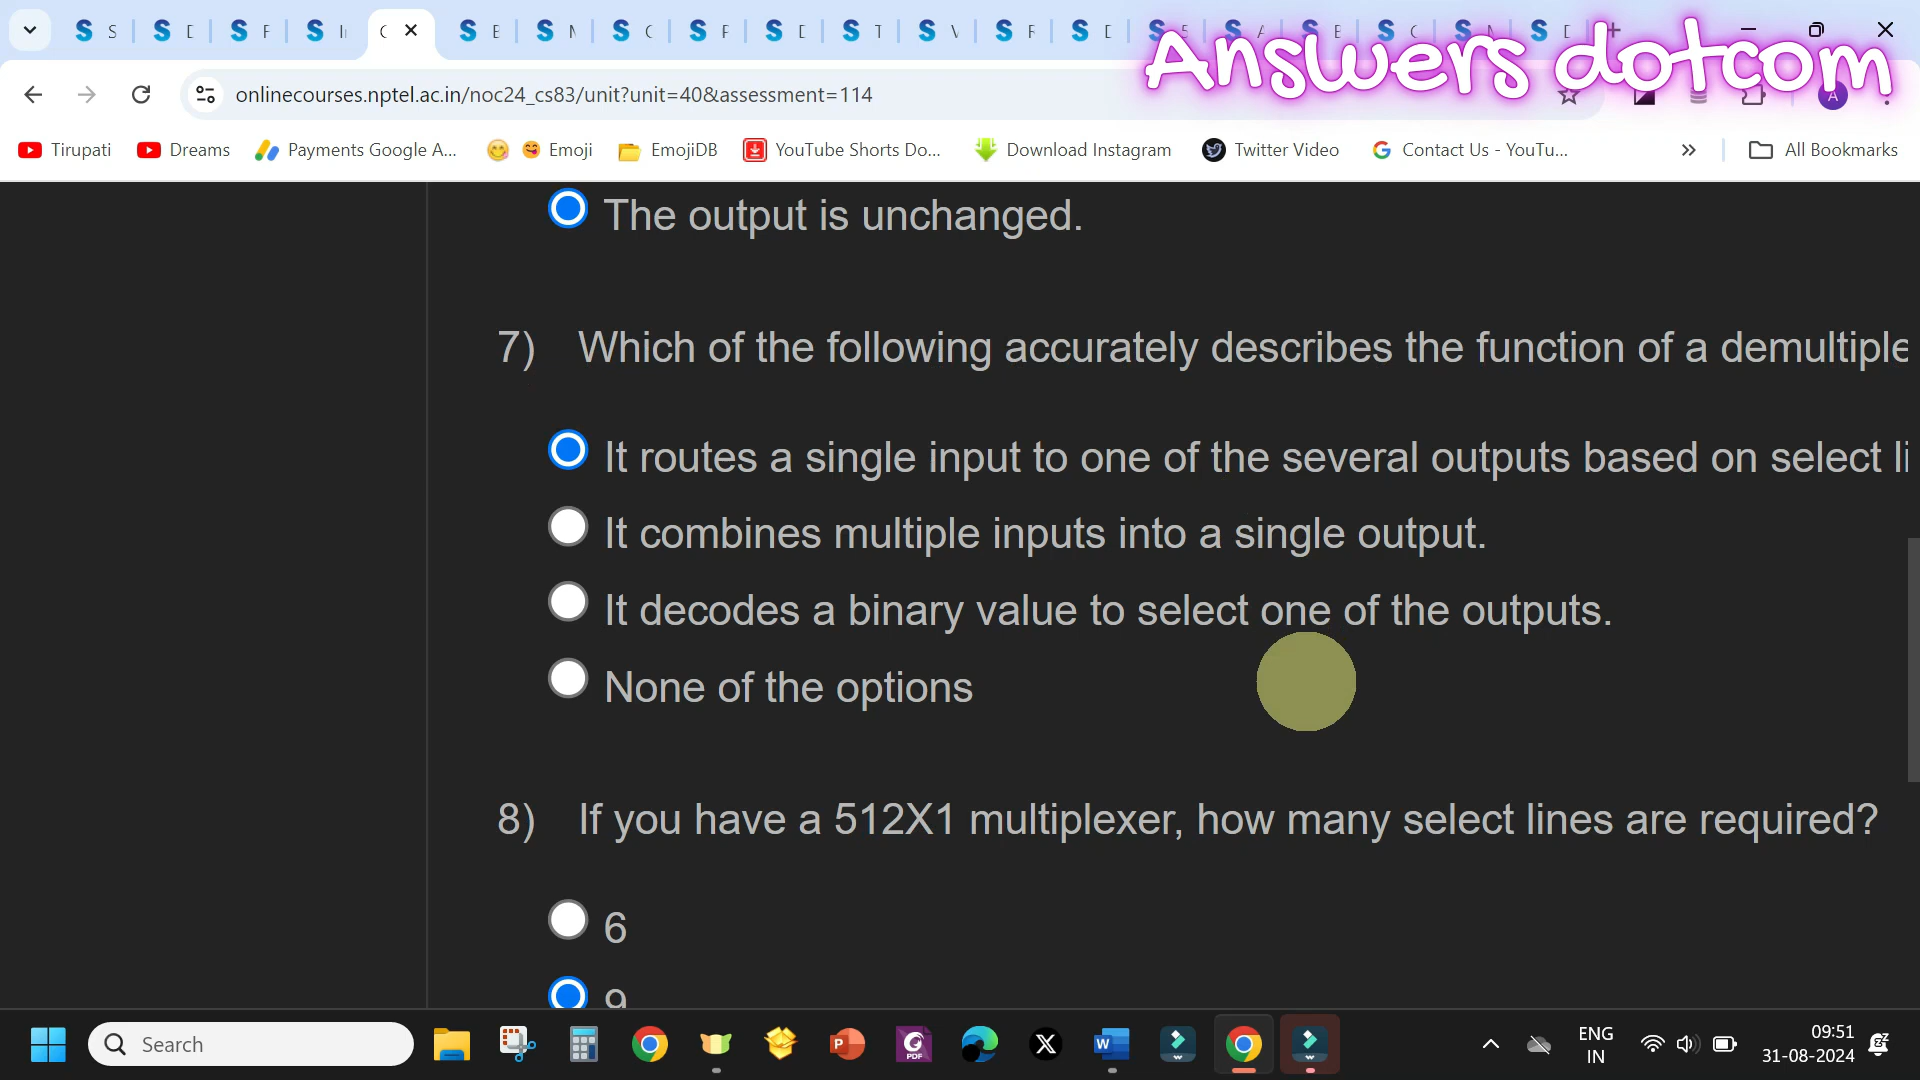 Answers dotcom
onlinecourses.nptel.ac.in/noc24_cs83/unit?unit=40&assessment=114
A
Tirupati
Dreams
Payments Google A...
Emoji
EmojiDB
YouTube Shorts Do...
Download Instagram
Twitter Video
Contact Us - YouTu...
All Bookmarks
The output is unchanged.
7) Which of the following accurately describes the function of a demultiple
It routes a single input to one of the several outputs based on select li
It combines multiple inputs into a single output.
It decodes a binary value to select one of the outputs.
None of the options
8) If you have a 512X1 multiplexer, how many select lines are required?
6
9
Search
ENG
IN
09:51
31-08-2024